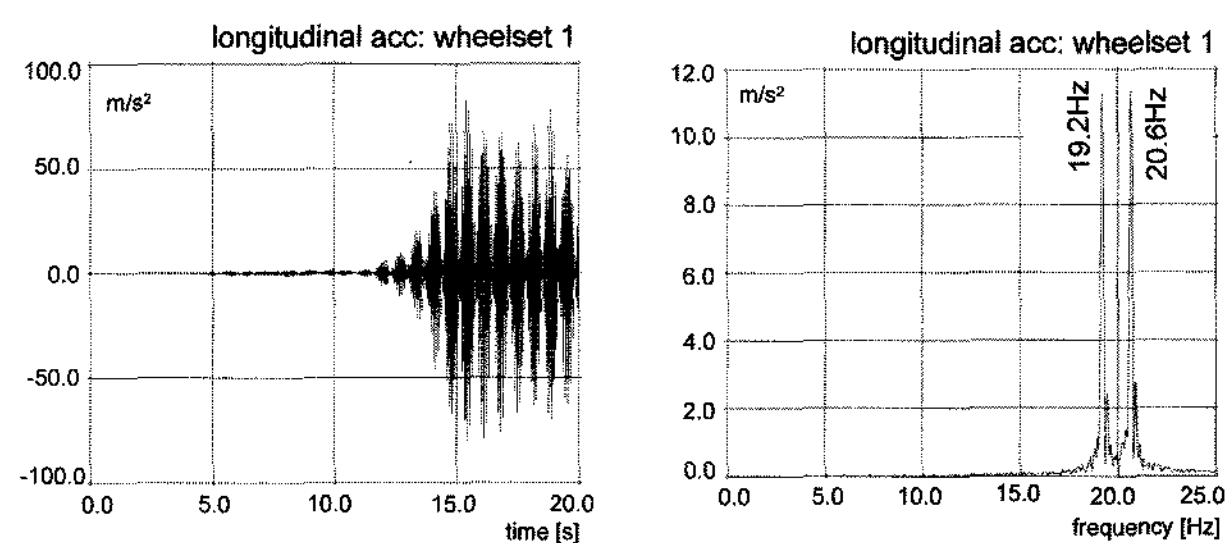 longitudinal acc: wheelset 1
100.0
m/s²
50.0
0.0
-50.0
-100.0
0.0 5.0 10.0 15.0 20.0
time [s]
longitudinal acc: wheelset 1
12.0
m/s²
10.0
8.0
6.0
4.0
2.0
0.0
19.2Hz
20.6Hz
0.0 5.0 10.0 15.0 20.0 25.0
frequency [Hz]